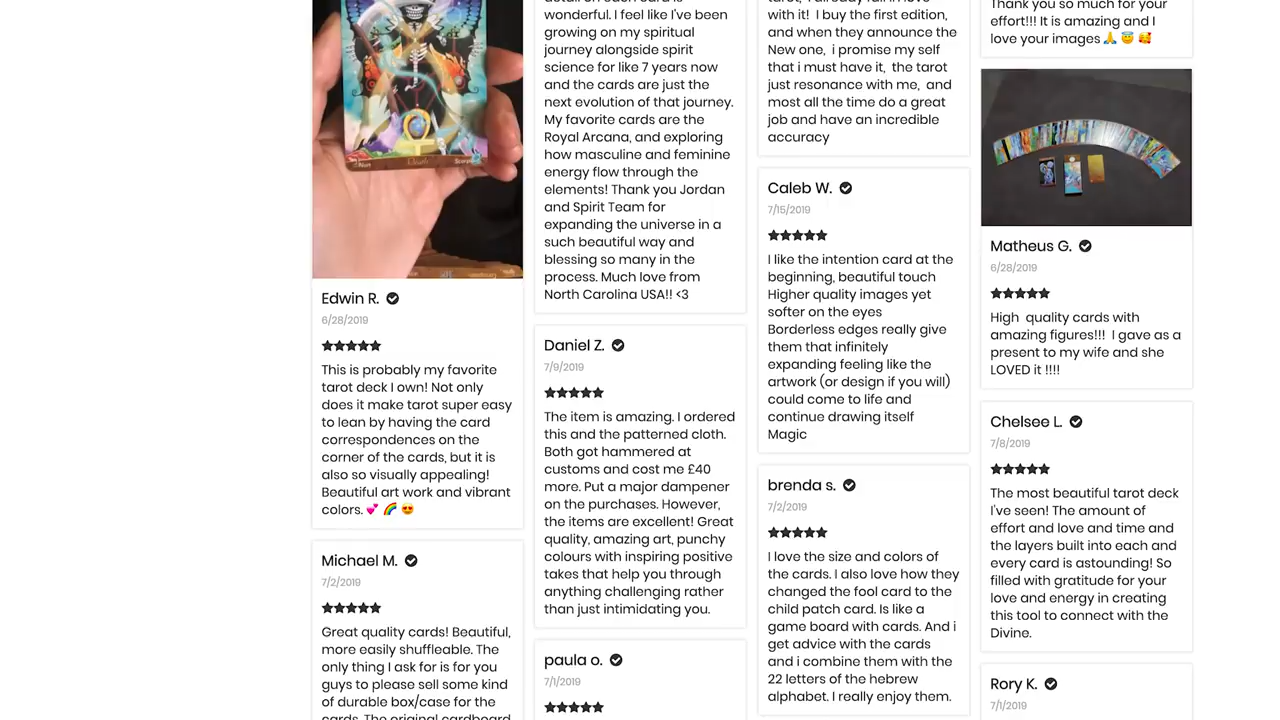 Edwin R.
6/28/2019
This is probably my favorite
tarot deck I own! Not only
does it make tarot super easy
to lean by having the card
correspondences on the
corner of the cards, but it is
also so visually appealing!
Beautiful art work and vibrant
colors. 💕 🌈 😍
Michael M.
7/2/2019
Great quality cards! Beautiful,
more easily shuffleable. The
only thing I ask for is for you
guys to please sell some kind
of durable box/case for the
cards. The original cardboard
detail on each card is
wonderful. I feel like I've been
growing on my spiritual
journey alongside spirit
science for like 7 years now
and the cards are just the
next evolution of that journey.
My favorite cards are the
Royal Arcana, and exploring
how masculine and feminine
energy flow through the
elements! Thank you Jordan
and Spirit Team for
expanding the universe in a
such beautiful way and
blessing so many in the
process. Much love from
North Carolina USA!! <3
Daniel Z.
7/9/2019
The item is amazing. I ordered
this and the patterned cloth.
Both got hammered at
customs and cost me £40
more. Put a major dampener
on the purchases. However,
the items are excellent! Great
quality, amazing art, punchy
colours with inspiring positive
takes that help you through
anything challenging rather
than just intimidating you.
paula o.
7/1/2019
with it! I buy the first edition,
and when they announce the
New one, i promise my self
that i must have it, the tarot
just resonance with me, and
most all the time do a great
job and have an incredible
accuracy
Caleb W.
7/15/2019
I like the intention card at the
beginning, beautiful touch
Higher quality images yet
softer on the eyes
Borderless edges really give
them that infinitely
expanding feeling like the
artwork (or design if you will)
could come to life and
continue drawing itself
Magic
brenda s.
7/2/2019
I love the size and colors of
the cards. I also love how they
changed the fool card to the
child patch card. Is like a
game board with cards. And i
get advice with the cards
and i combine them with the
22 letters of the hebrew
alphabet. I really enjoy them.
Thank you so much for your
effort!!! It is amazing and I
love your images 🙏 😇 🥰
Matheus G.
6/28/2019
High quality cards with
amazing figures!!! I gave as a
present to my wife and she
LOVED it !!!!
Chelsee L.
7/8/2019
The most beautiful tarot deck
I've seen! The amount of
effort and love and time and
the layers built into each and
every card is astounding! So
filled with gratitude for your
love and energy in creating
this tool to connect with the
Divine.
Rory K.
7/1/2019